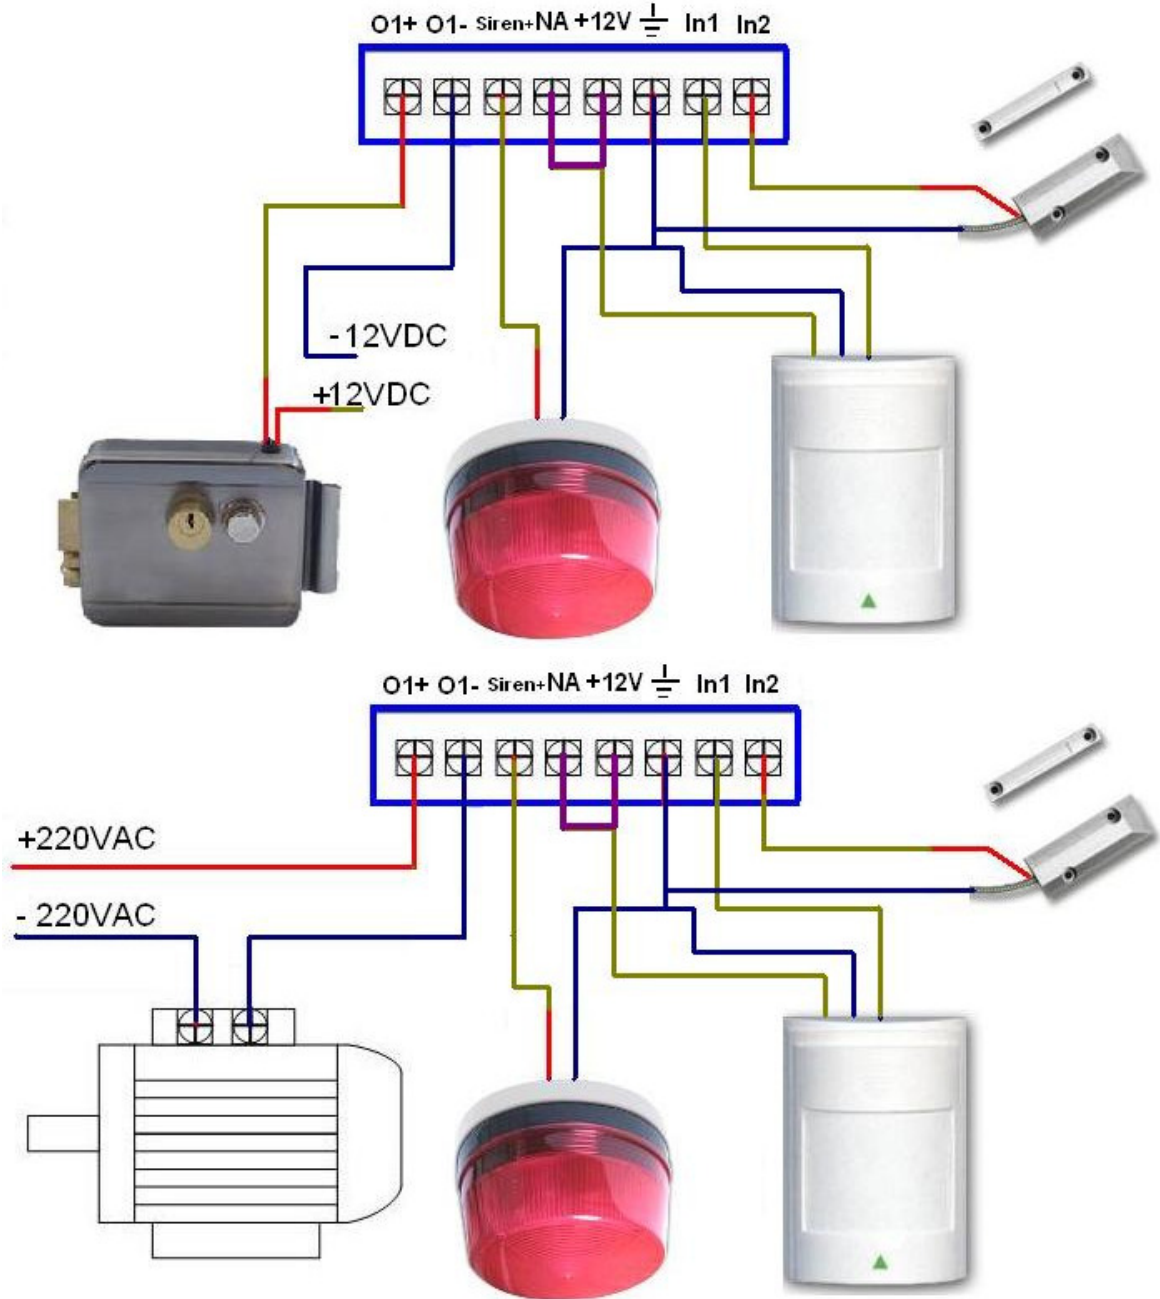 O1+ O1- Siren+ NA +12V In1 In2
-12VDC
+12VDC
O1+ O1- Siren+ NA +12V In1 In2
+220VAC
- 220VAC